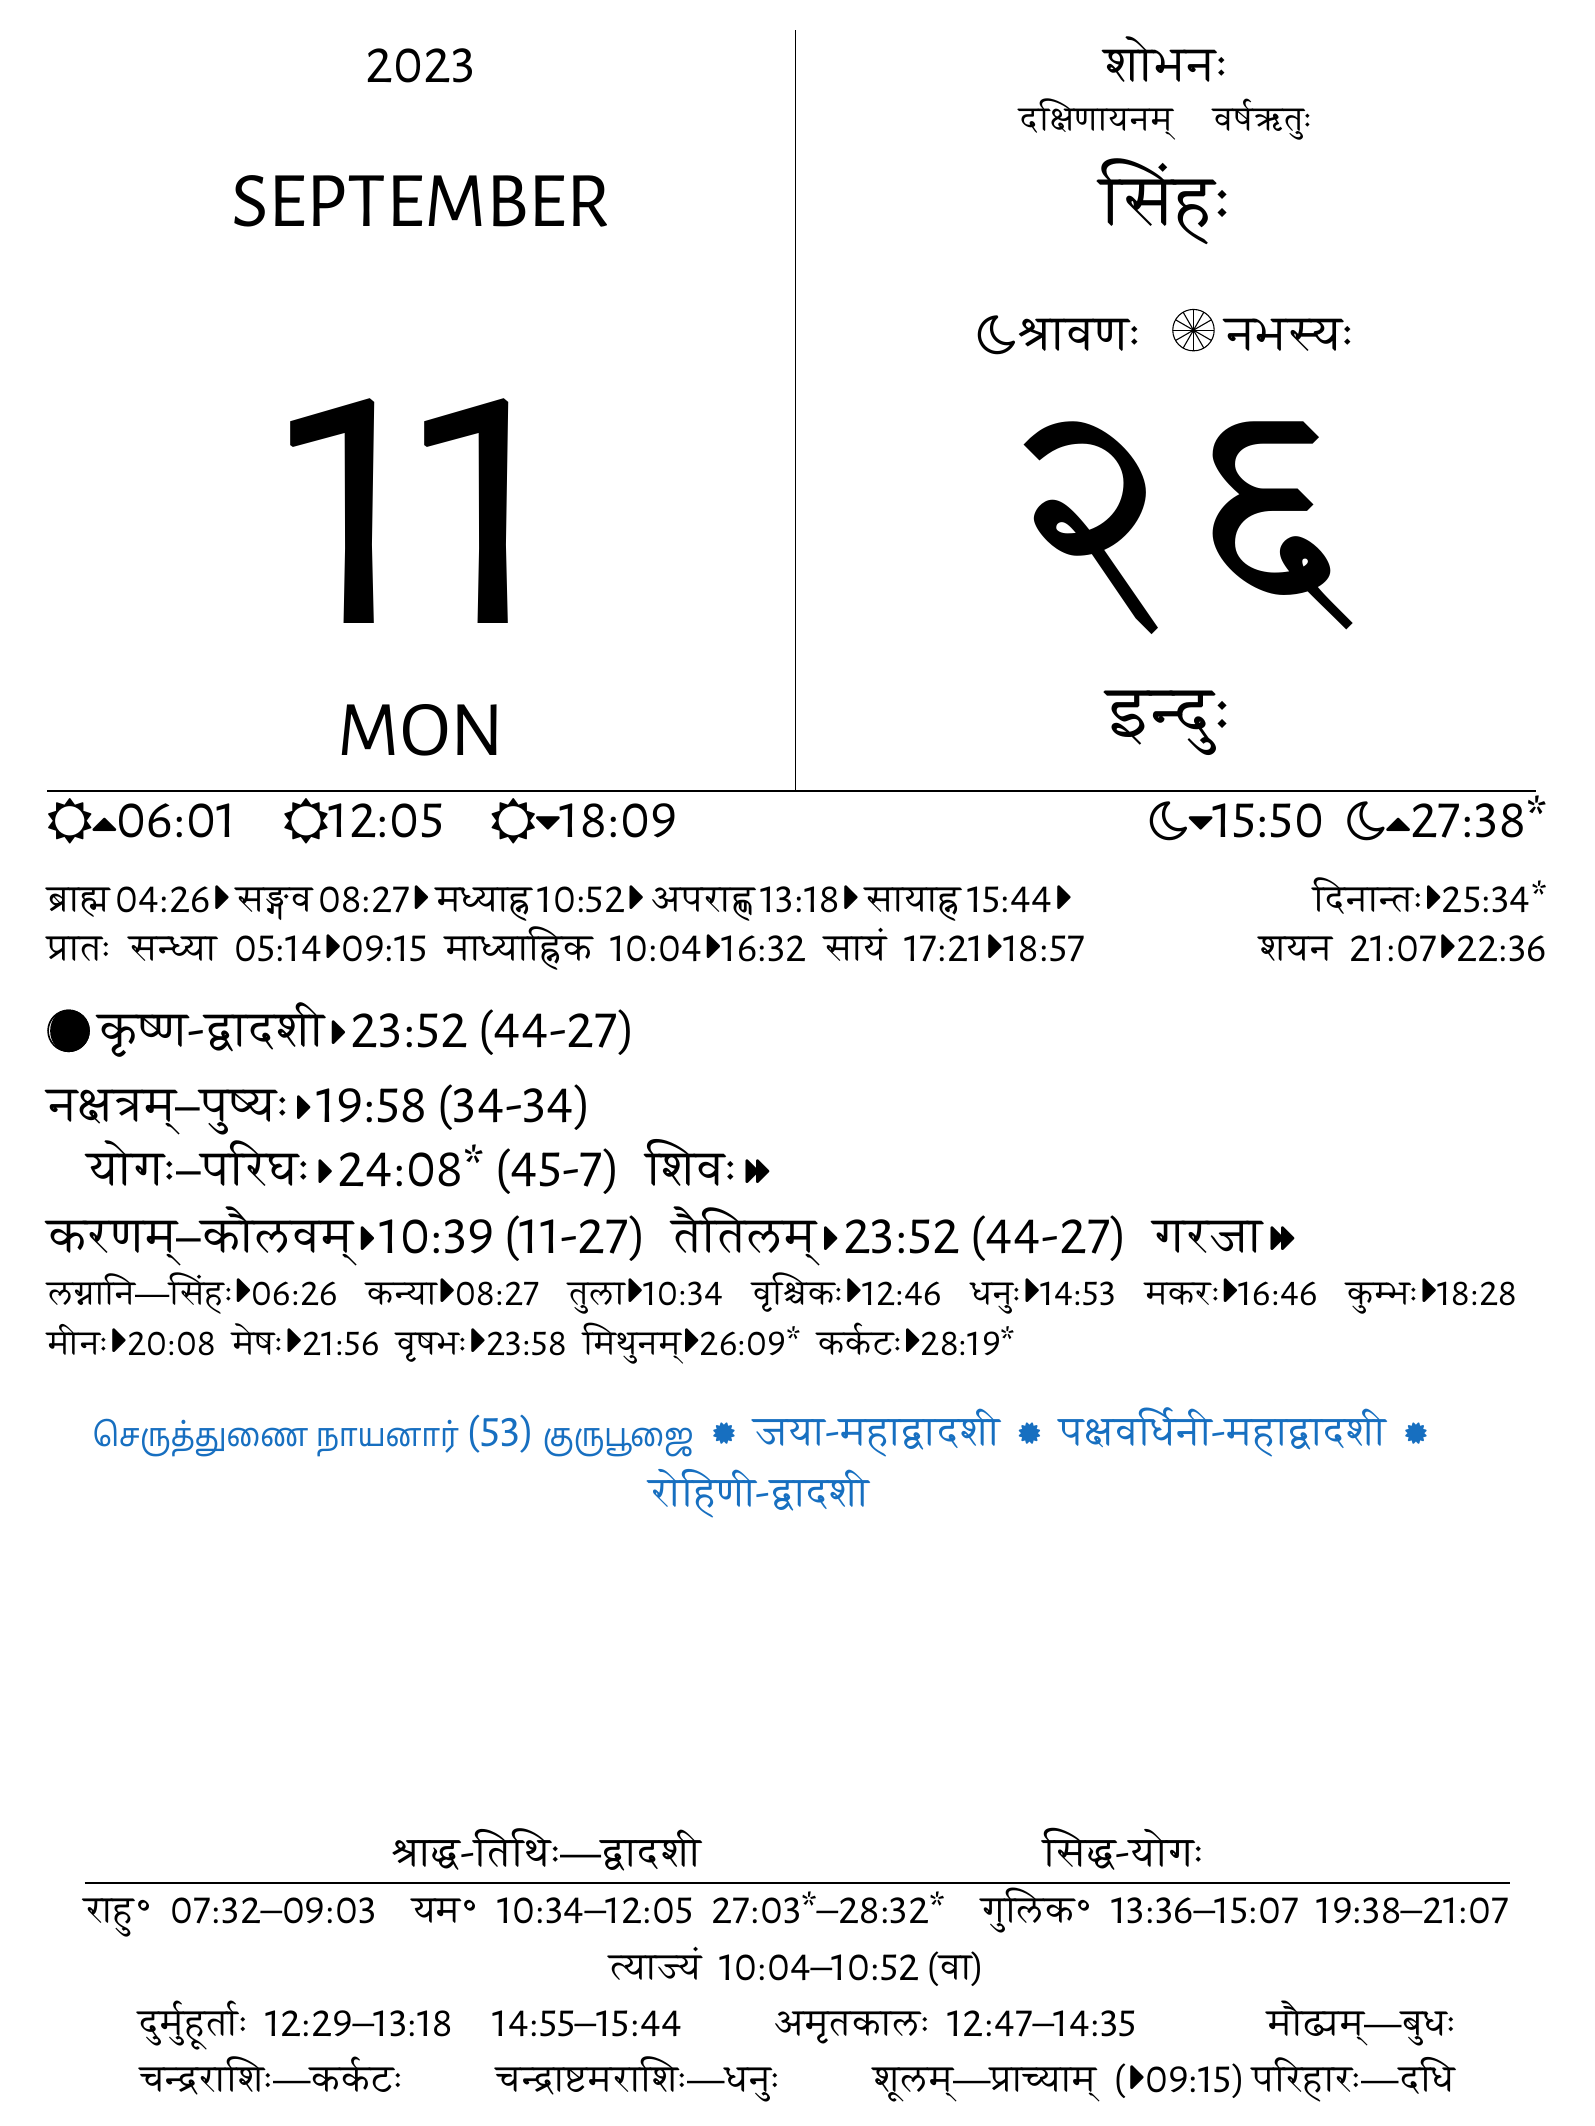 2023
SEPTEMBER
11
MON
शोभनः
दक्षिणायनम् वर्षऋतुः
सिंहः
श्रावणः नभस्यः
२६
इन्दुः
06:01 12:05 18:09 15:50 27:38*
ब्राह्म 04:26 सङ्गव 08:27 मध्याह्न 10:52 अपराह्ण 13:18 सायाह्न 15:44 दिनान्तः 25:34*
प्रातः सन्ध्या 05:14 09:15 माध्याह्निक 10:04 16:32 सायं 17:21 18:57 शयन 21:07 22:36
कृष्ण-द्वादशी 23:52 (44-27)
नक्षत्रम्–पुष्यः 19:58 (34-34)
योगः–परिघः 24:08* (45-7) शिवः
करणम्–कौलवम् 10:39 (11-27) तैतिलम् 23:52 (44-27) गरजा
लग्नानि—सिंहः 06:26 कन्या 08:27 तुला 10:34 वृश्चिकः 12:46 धनुः 14:53 मकरः 16:46 कुम्भः 18:28
मीनः 20:08 मेषः 21:56 वृषभः 23:58 मिथुनम् 26:09* कर्कटः 28:19*
செருத்துணை நாயனார் (53) குருபூஜை ✹ जया-महाद्वादशी ✹ पक्षवर्धिनी-महाद्वादशी ✹
रोहिणी-द्वादशी
श्राद्ध-तिथिः—द्वादशी सिद्ध-योगः
राहु॰ 07:32–09:03 यम॰ 10:34–12:05 27:03*–28:32* गुलिक॰ 13:36–15:07 19:38–21:07
त्याज्यं 10:04–10:52 (वा)
दुर्मुहूर्ताः 12:29–13:18 14:55–15:44 अमृतकालः 12:47–14:35 मौढ्यम्—बुधः
चन्द्रराशिः—कर्कटः चन्द्राष्टमराशिः—धनुः शूलम्—प्राच्याम् (09:15) परिहारः—दधि